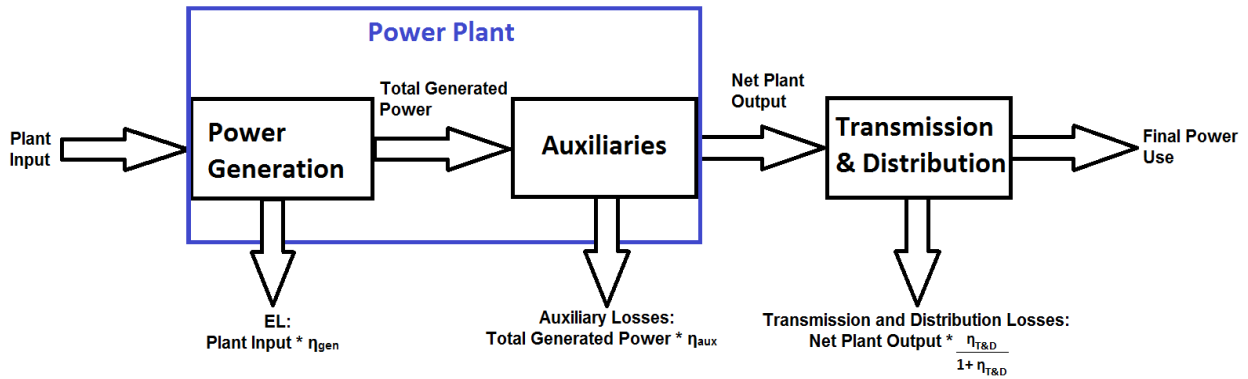 Power Plant
Plant
Input
Power
Generation
Total Generated
Power
Auxiliaries
Net Plant
Output
Transmission
& Distribution
Final Power
Use
EL:
Plant Input * ηgen
Auxiliary Losses:
Total Generated Power * ηaux
Transmission and Distribution Losses:
Net Plant Output * ηT&D
1+ ηT&D